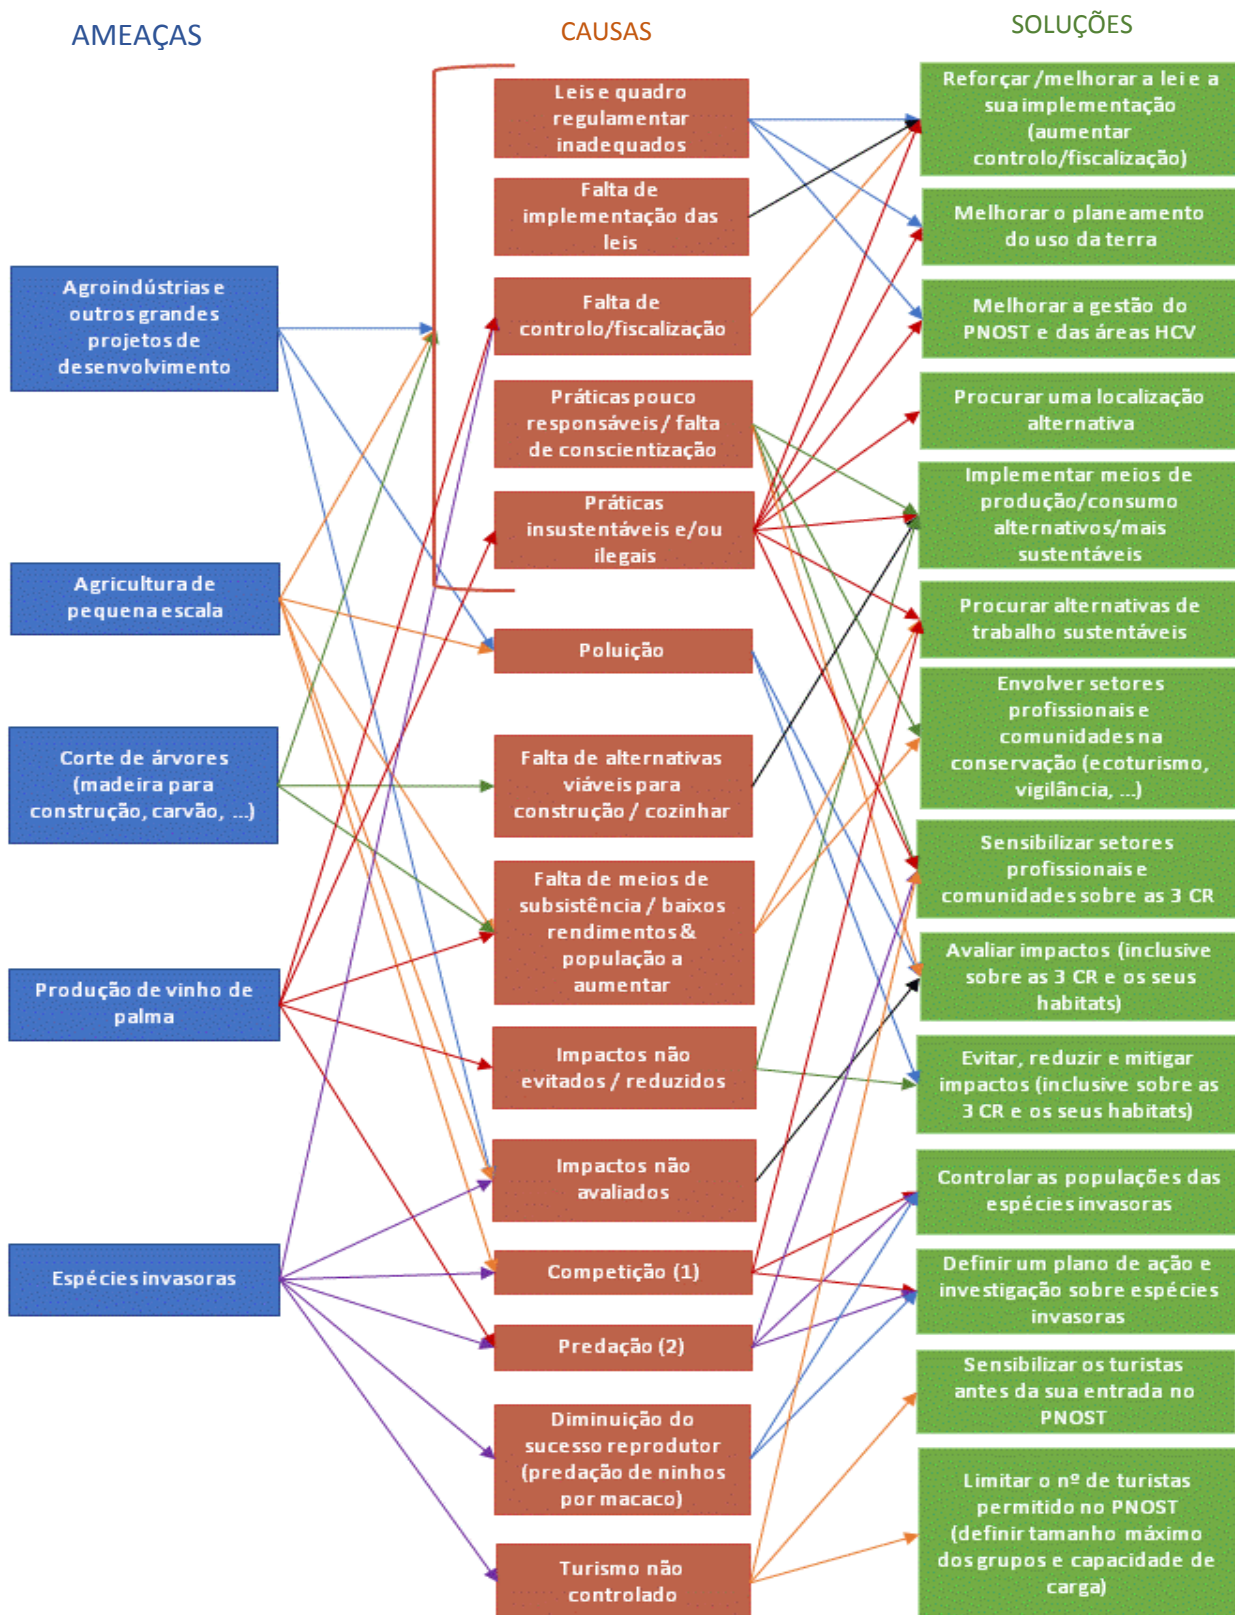 AMEAÇAS
CAUSAS
SOLUÇÕES
Agroindústrias e
outros grandes
projetos de
desenvolvimento
Agricultura de
pequena escala
Corte de árvores
(madeira para
construção, carvão, ...)
Produção de vinho de
palma
Espécies invasoras
Leis e quadro
regulamentar
inadequados
Falta de
implementação das
leis
Falta de
controlo/fiscalização
Práticas pouco
responsáveis / falta
de conscientização
Práticas
insustentáveis e/ou
ilegais
Poluição
Falta de alternativas
viáveis para
construção / cozinhar
Falta de meios de
subsistência / baixos
rendimentos &
população a
aumentar
Impactos não
evitados / reduzidos
Impactos não
avaliados
Competição (1)
Predação (2)
Diminuição do
sucesso reprodutor
(predação de ninhos
por macaco)
Turismo não
controlado
Reforçar/melhorar a lei e a
sua implementação
(aumentar
controlo/fiscalização)
Melhorar o planeamento
do uso da terra
Melhorar a gestão do
PNOST e das áreas HCV
Procurar uma localização
alternativa
Implementar meios de
produção/consumo
alternativos/mais
sustentáveis
Procurar alternativas de
trabalho sustentáveis
Envolver setores
profissionais e
comunidades na
conservação (ecoturismo,
vigilância, ...)
Sensibilizar setores
profissionais e
comunidades sobre as 3 CR
Avaliar impactos (inclusive
sobre as 3 CR e os seus
habitats)
Evitar, reduzir e mitigar
impactos (inclusive sobre as
3 CR e os seus habitats)
Controlar as populações das
espécies invasoras
Definir um plano de ação e
investigação sobre espécies
invasoras
Sensibilizar os turistas
antes da sua entrada no
PNOST
Limitar o nº de turistas
permitido no PNOST
(definir tamanho máximo
dos grupos e capacidade de
carga)